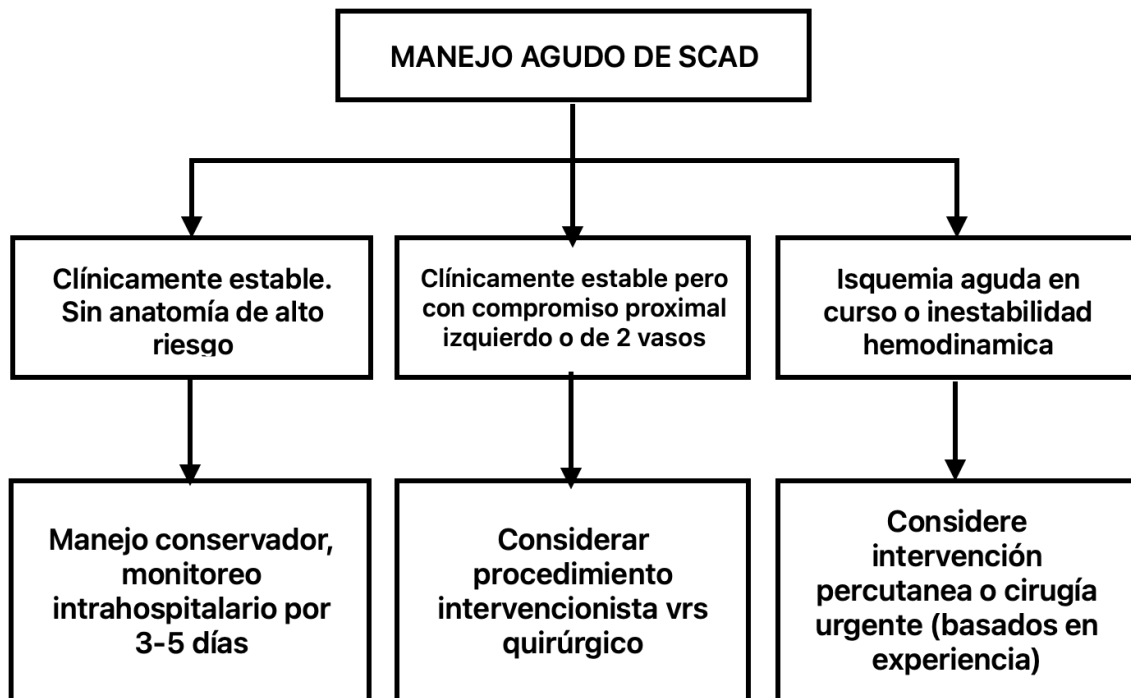 MANEJO AGUDO DE SCAD
Clínicamente estable.
Sin anatomía de alto
riesgo
Clínicamente estable pero
con compromiso proximal
izquierdo o de 2 vasos
Isquemia aguda en
curso o inestabilidad
hemodinamica
Manejo conservador,
monitoreo
intrahospitalario por
3-5 días
Considerar
procedimiento
intervencionista vrs
quirúrgico
Considere
intervención
percutanea o cirugía
urgente (basados en
experiencia)